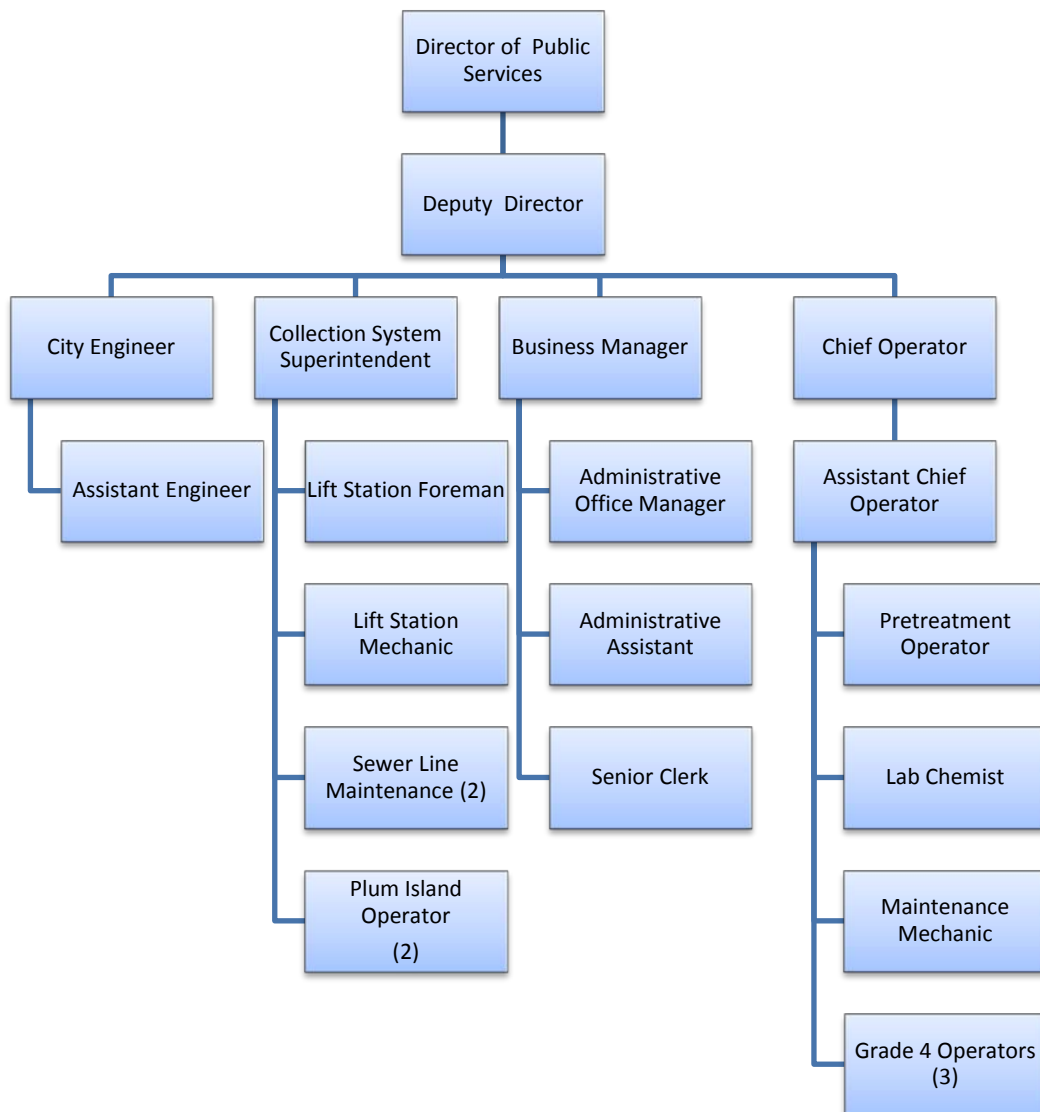 Director of Public
Services
Deputy Director
City Engineer
Collection System
Superintendent
Business Manager
Chief Operator
Assistant Engineer
Lift Station Foreman
Administrative
Office Manager
Assistant Chief
Operator
Lift Station
Mechanic
Administrative
Assistant
Pretreatment
Operator
Sewer Line
Maintenance (2)
Senior Clerk
Lab Chemist
Plum Island
Operator
(2)
Maintenance
Mechanic
Grade 4 Operators
(3)